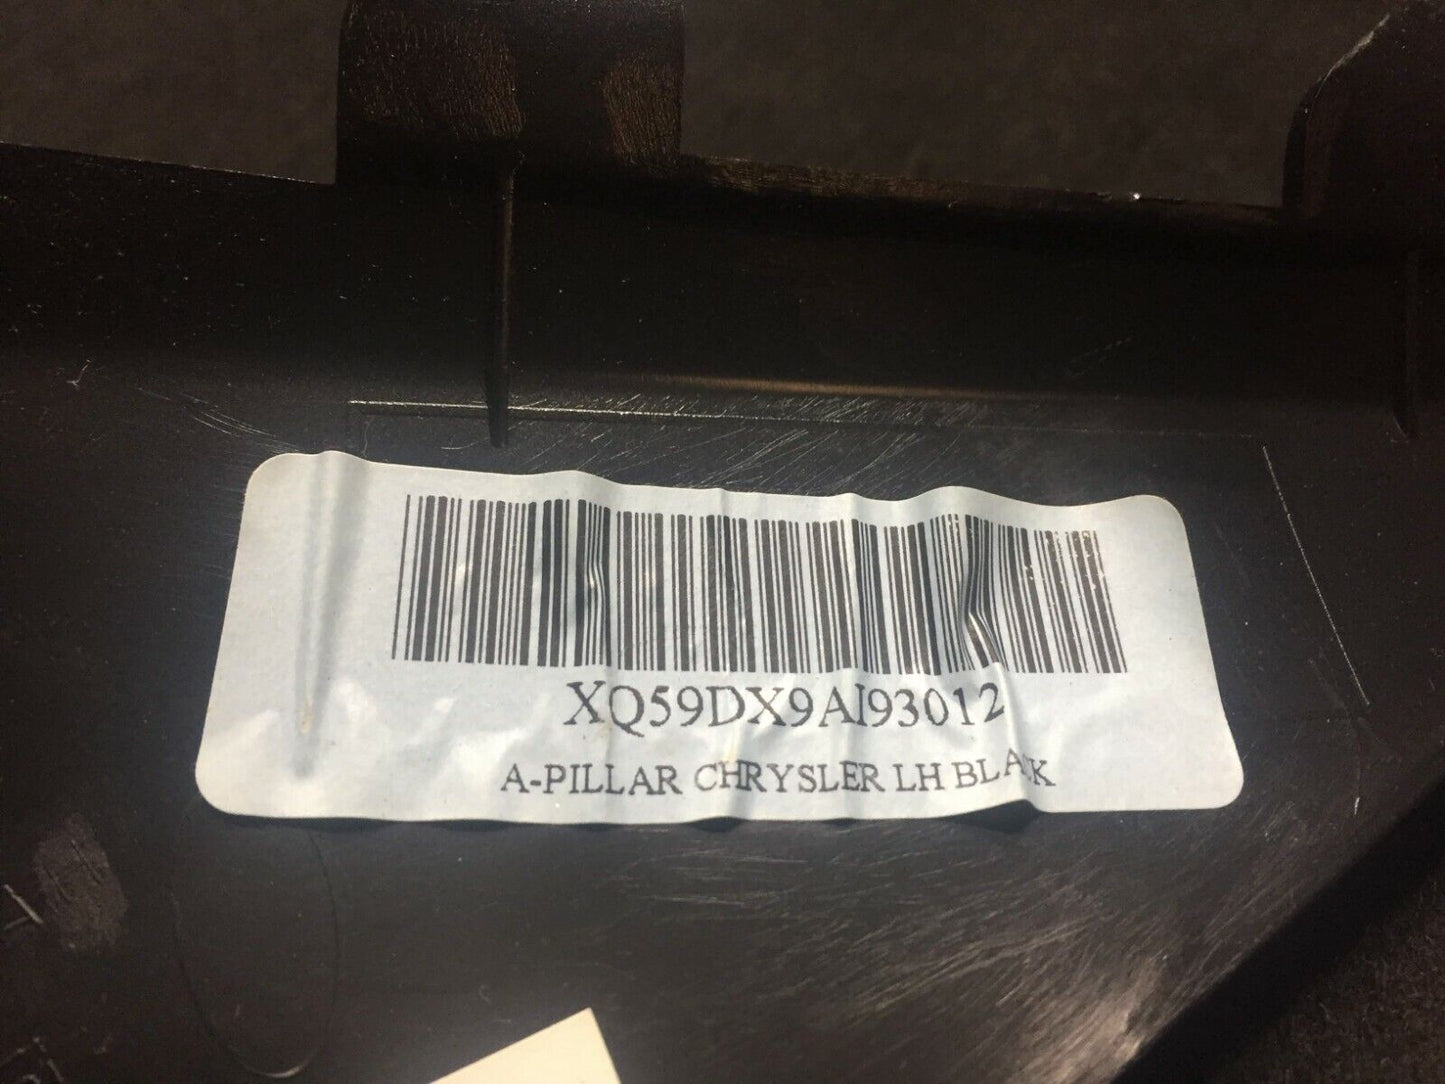 XQ59DX9AI93012
A-PILLAR CHRYSLER LH BLACK